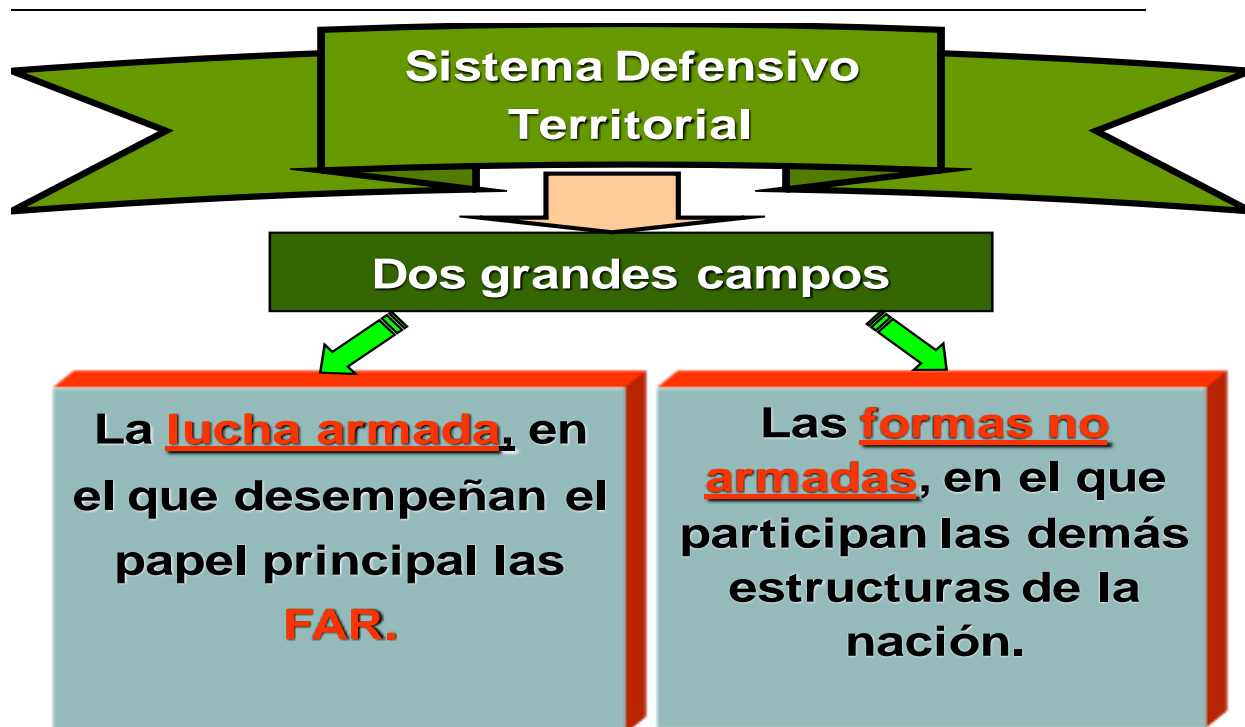 Sistema Defensivo
Territorial
Dos grandes campos
La lucha armada, en
el que desempeñan el
papel principal las
FAR.
Las formas no
armadas, en el que
participan las demás
estructuras de la
nación.